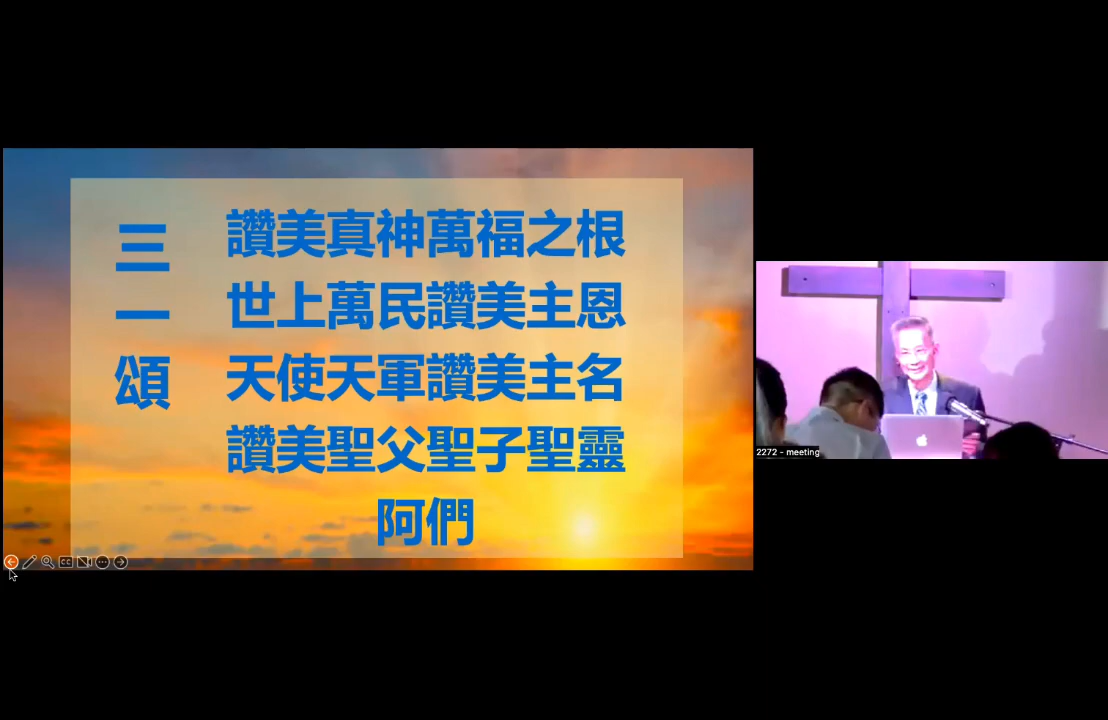 三一頌
讚美真神萬福之根
世上萬民讚美主恩
天使天軍讚美主名
讚美聖父聖子聖靈
阿們
CC
2272 - meeting